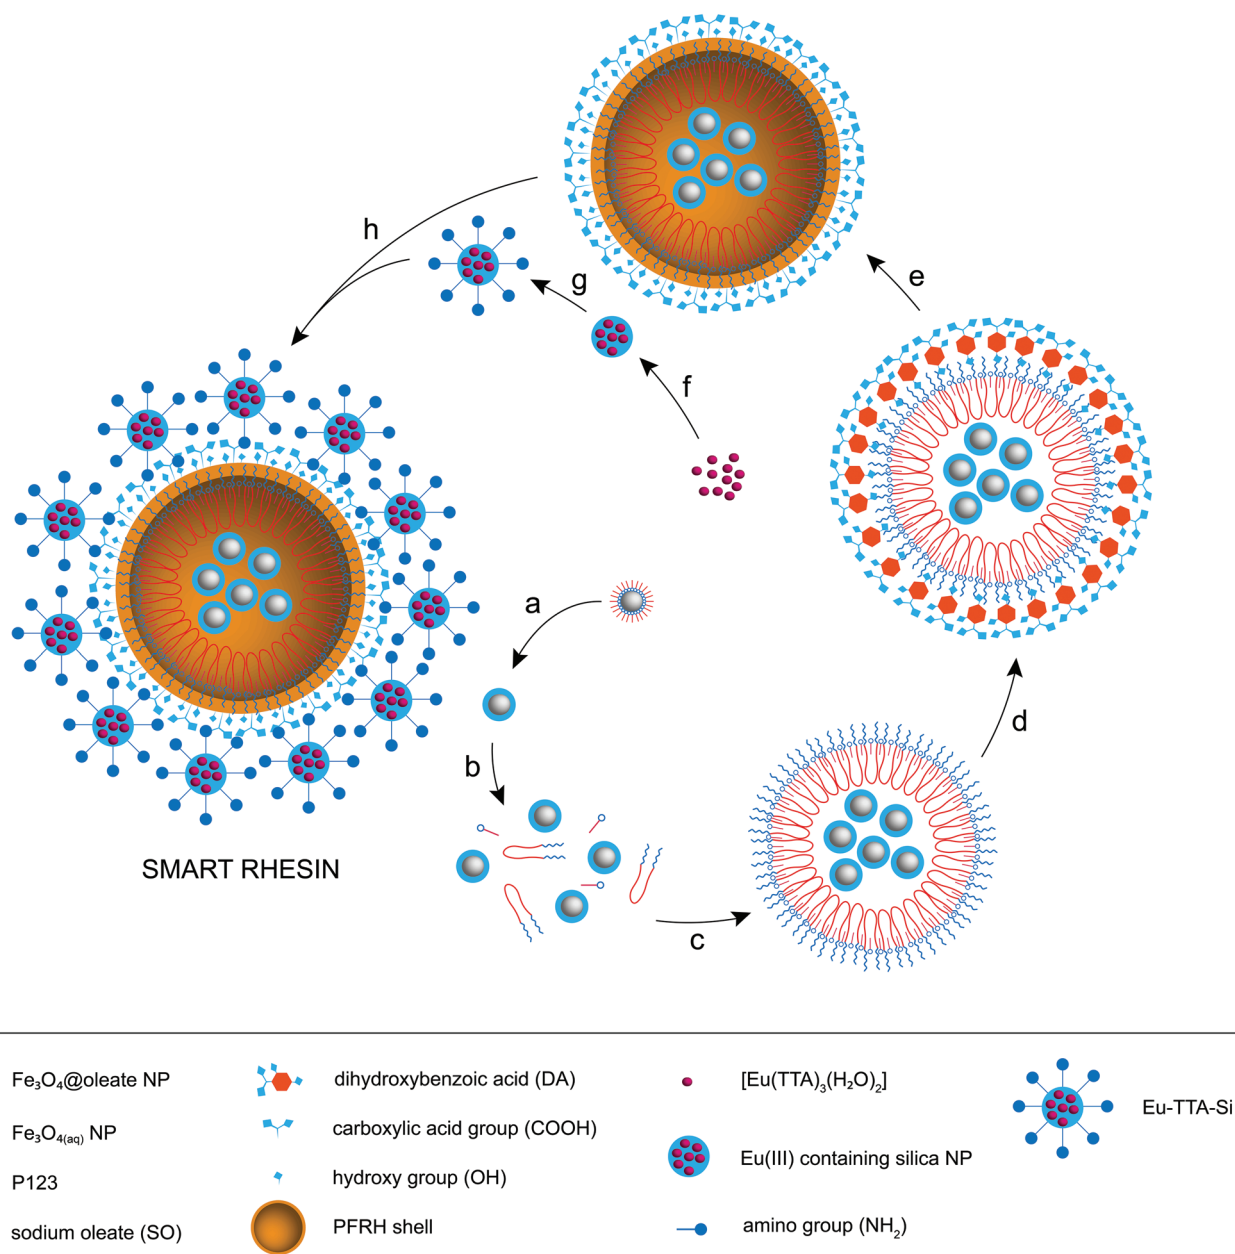 h
g
e
f
a
d
b
SMART RHESIN
c
Fe₃O₄@oleate NP
dihydroxybenzoic acid (DA)
[Eu(TTA)₃(H₂O)₂]
Eu-TTA-Si
Fe₃O₄₍aq₎ NP
carboxylic acid group (COOH)
Eu(III) containing silica NP
P123
hydroxy group (OH)
sodium oleate (SO)
PFRH shell
amino group (NH₂)